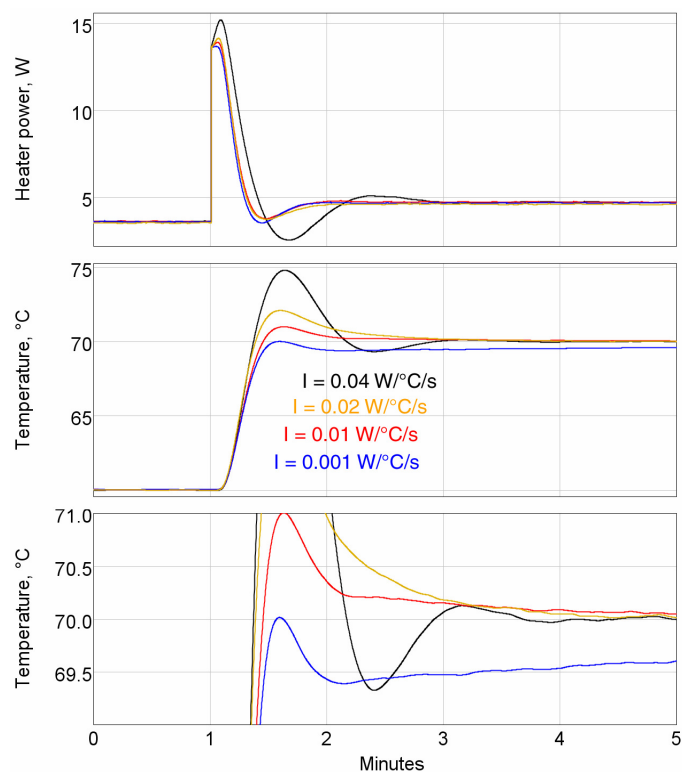 15
10
5
Heater power, W
75
70
65
Temperature, °C
I = 0.04 W/°C/s
I = 0.02 W/°C/s
I = 0.01 W/°C/s
I = 0.001 W/°C/s
71.0
70.5
70.0
69.5
Temperature, °C
0 1 2 3 4 5
Minutes